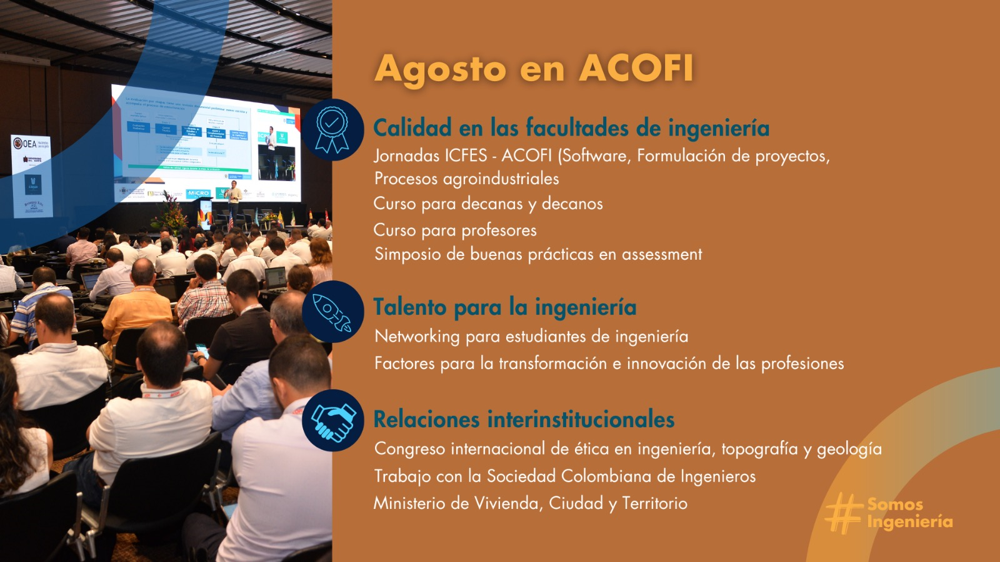 Agosto en ACOFI
Calidad en las facultades de ingeniería
Jornadas ICFES - ACOFI (Software, Formulación de proyectos,
Procesos agroindustriales
Curso para decanas y decanos
Curso para profesores
Simposio de buenas prácticas en assessment
Talento para la ingeniería
Networking para estudiantes de ingeniería
Factores para la transformación e innovación de las profesiones
Relaciones interinstitucionales
Congreso internacional de ética en ingeniería, topografía y geología
Trabajo con la Sociedad Colombiana de Ingenieros
Ministerio de Vivienda, Ciudad y Territorio
# Somos
Ingeniería
OEA
MiCRO